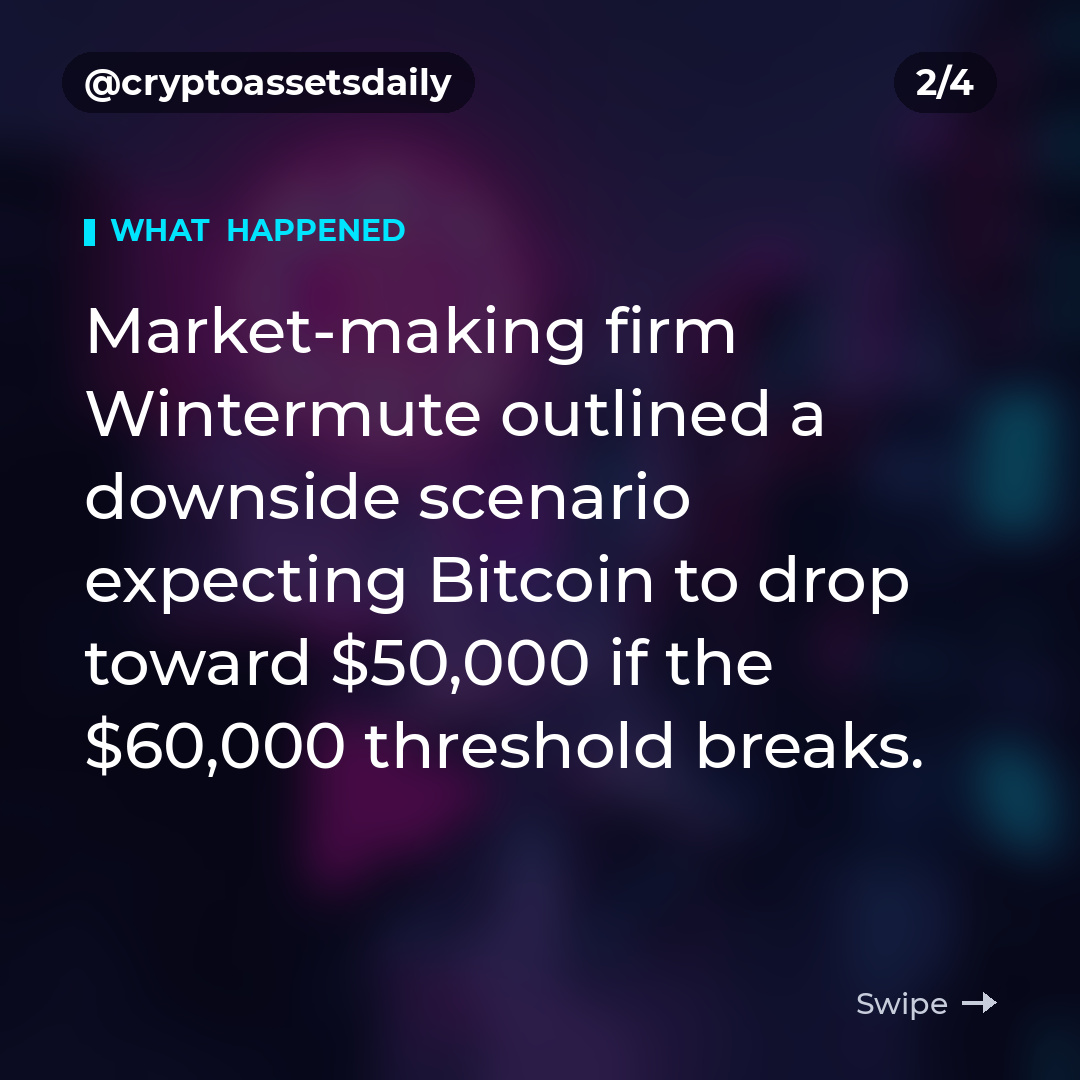 @cryptoassetsdaily
2/4
WHAT HAPPENED
Market-making firm
Wintermute outlined a
downside scenario
expecting Bitcoin to drop
toward $50,000 if the
$60,000 threshold breaks.
Swipe